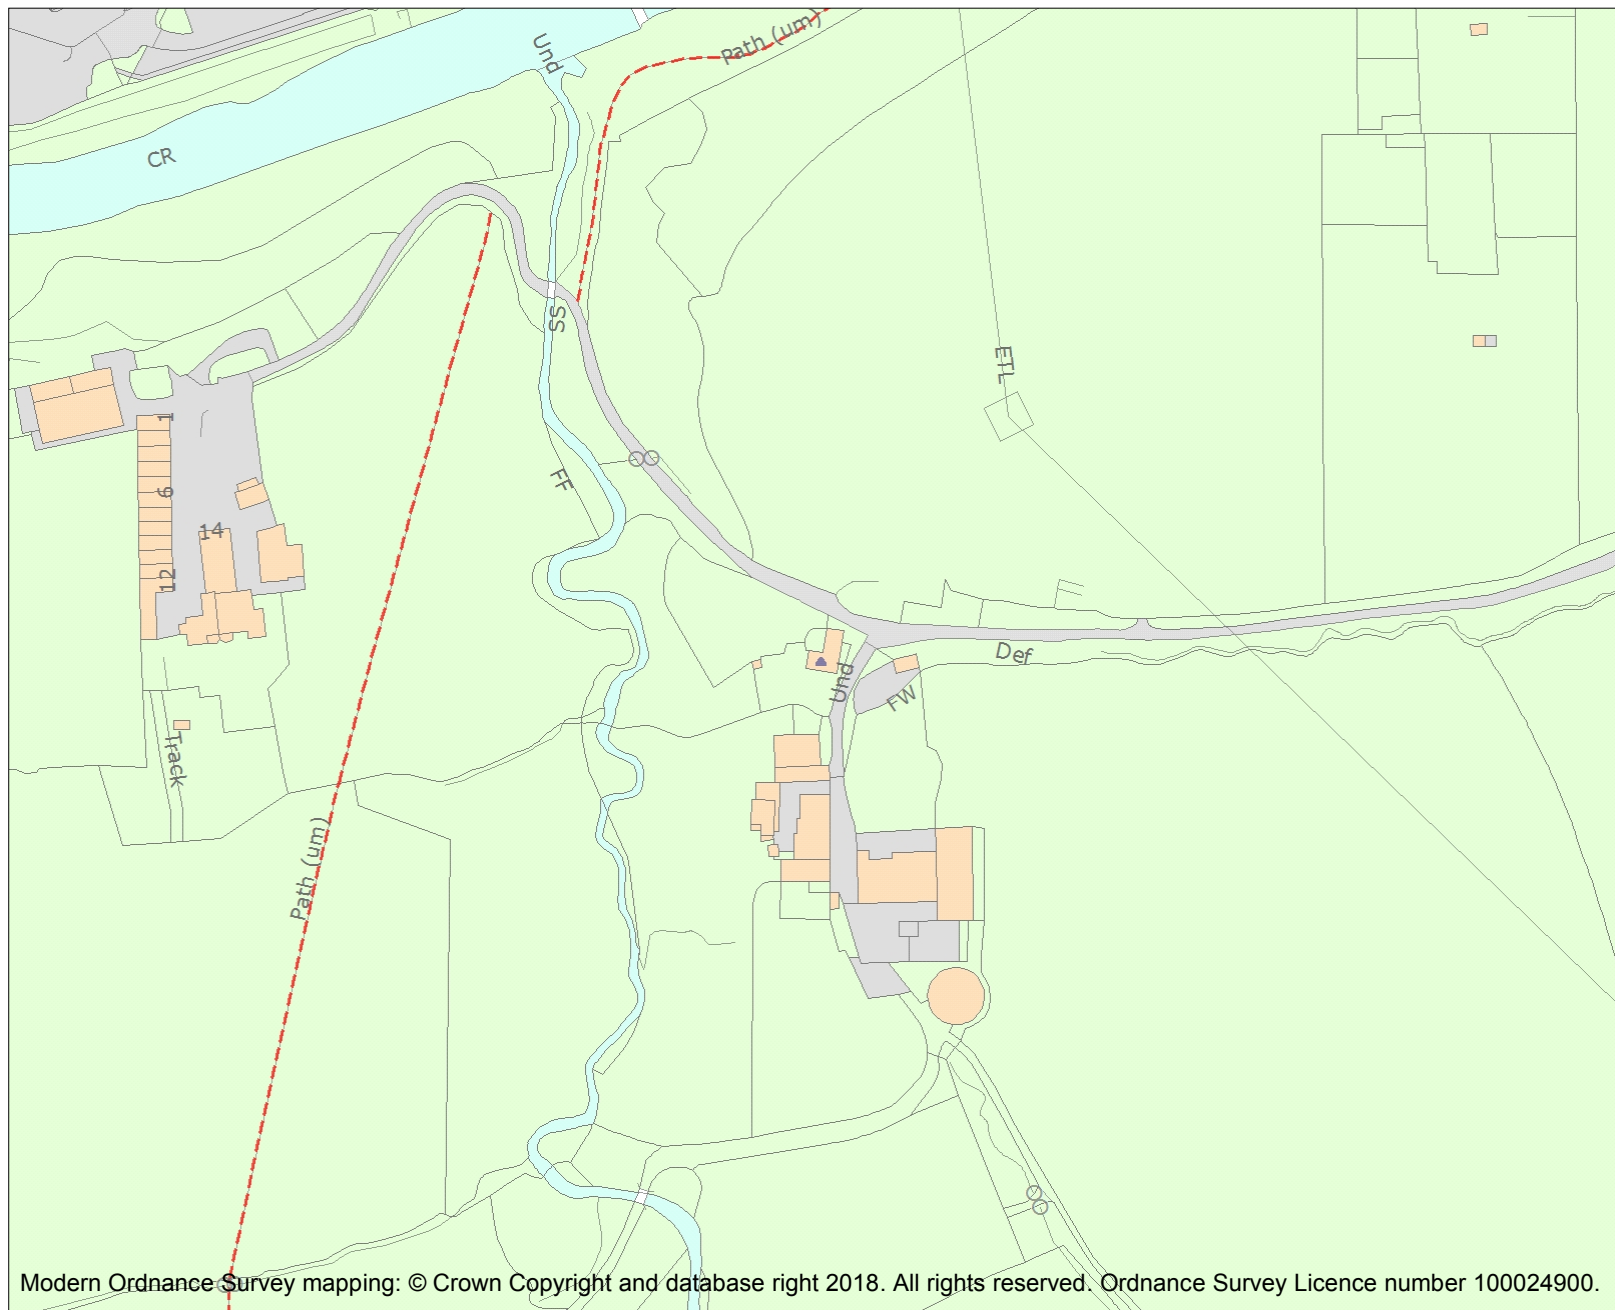 Und
Path (um)
CR
SS
ETL
1
FF
6
14
12
Def
Und
FW
Track
Path (um)
Modern Ordnance Survey mapping: © Crown Copyright and database right 2018. All rights reserved. Ordnance Survey Licence number 100024900.